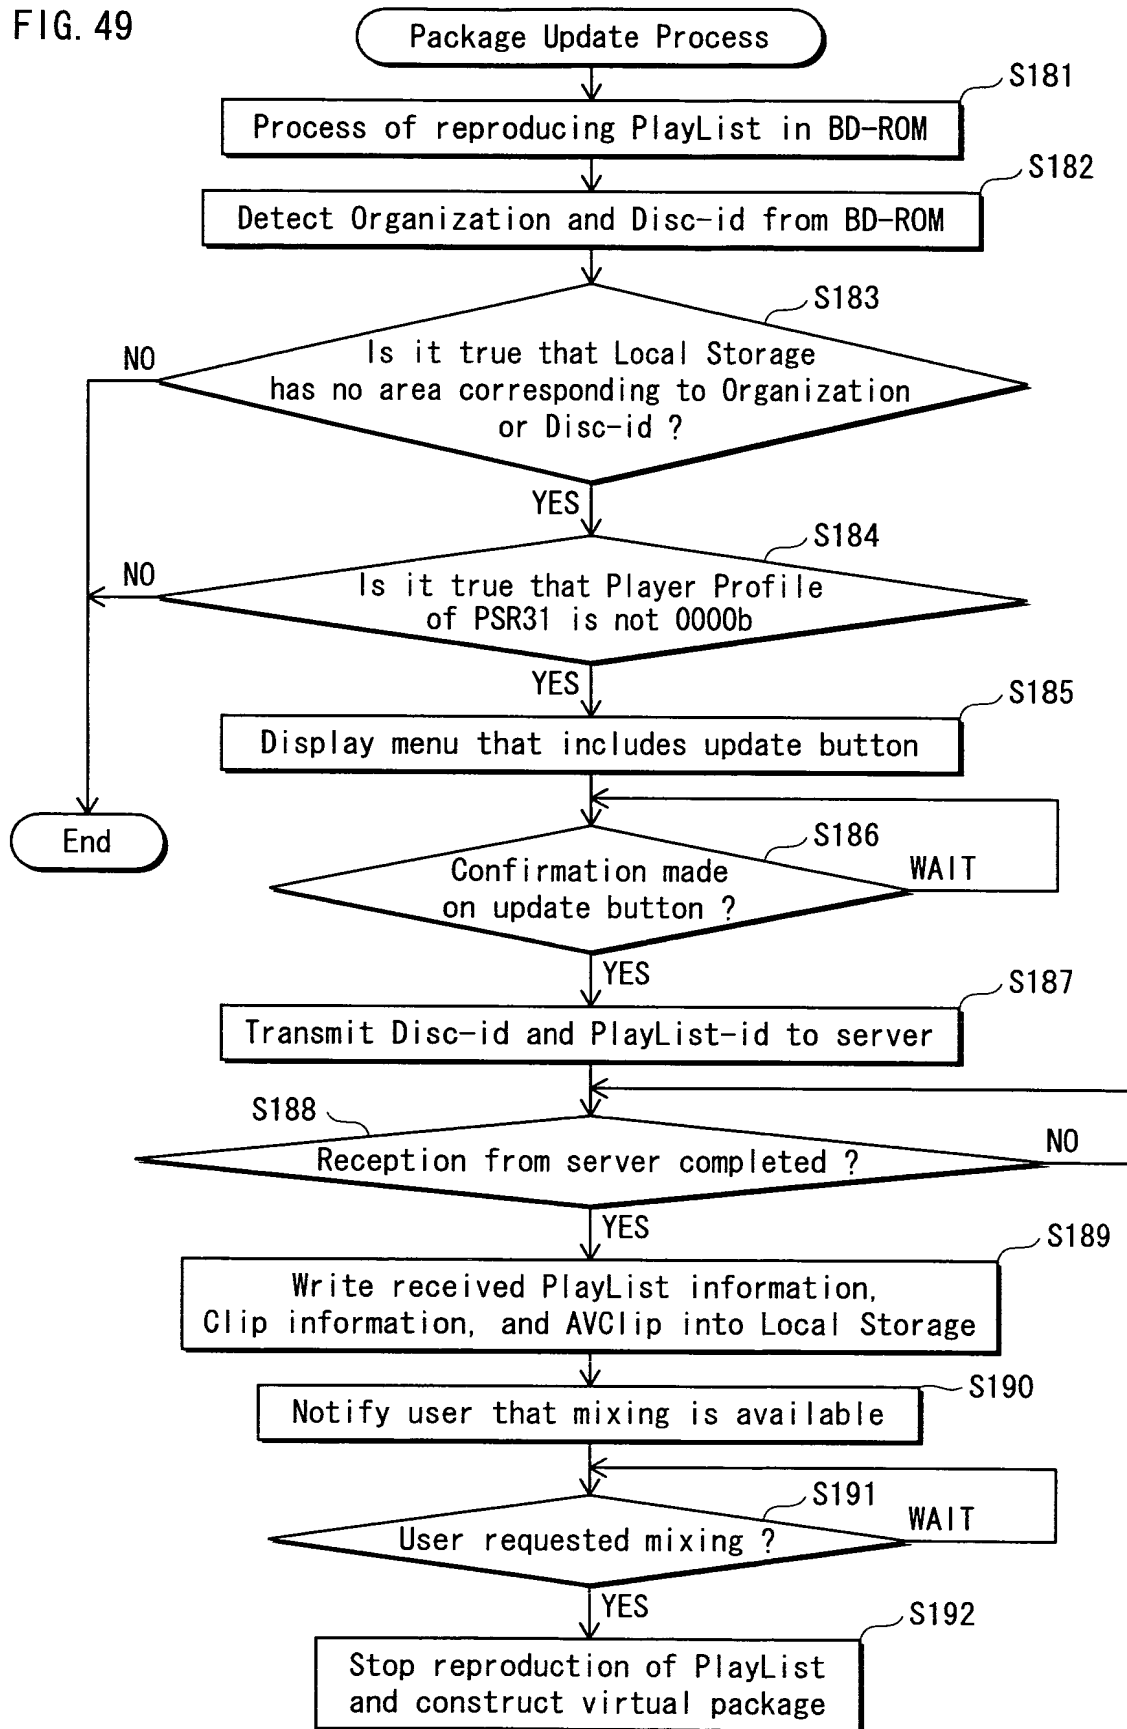 FIG. 49
Package Update Process
S181
Process of reproducing PlayList in BD-ROM
S182
Detect Organization and Disc-id from BD-ROM
S183
NO
Is it true that Local Storage
has no area corresponding to Organization
or Disc-id ?
YES
S184
NO
Is it true that Player Profile
of PSR31 is not 0000b
YES
S185
Display menu that includes update button
End
S186
WAIT
Confirmation made
on update button ?
YES
S187
Transmit Disc-id and PlayList-id to server
S188
NO
Reception from server completed ?
YES
S189
Write received PlayList information,
Clip information, and AVClip into Local Storage
S190
Notify user that mixing is available
S191
WAIT
User requested mixing ?
YES
S192
Stop reproduction of PlayList
and construct virtual package